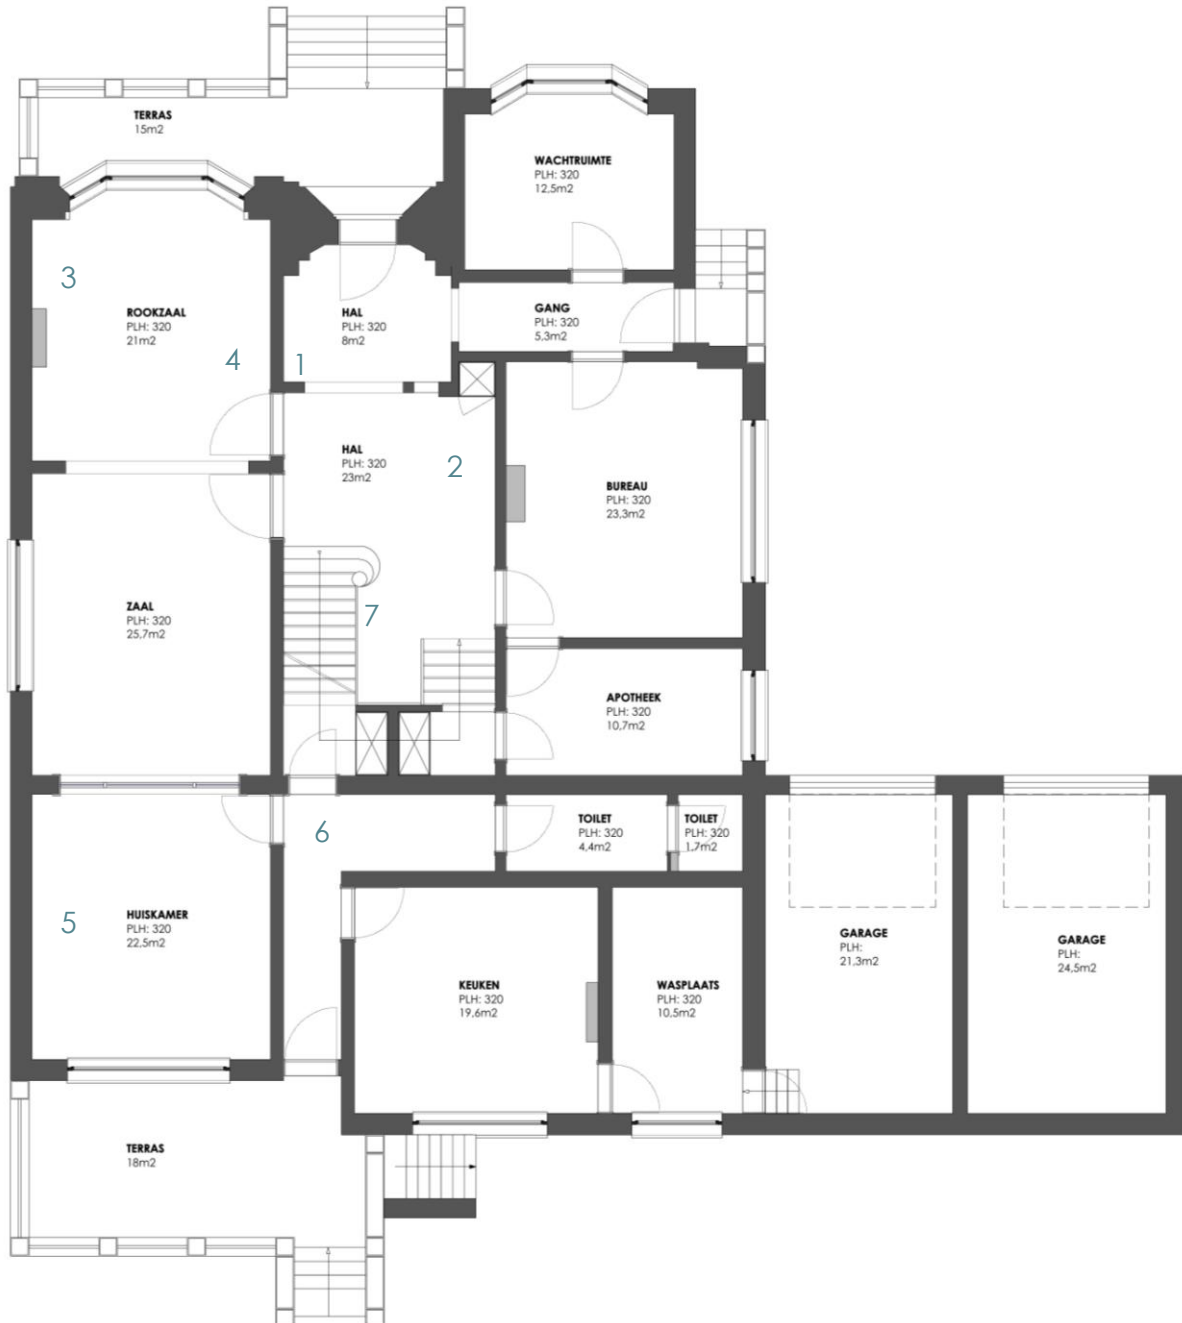 TERRAS
15m2
WACHTRUIMTE
PLH: 320
12,5m2
3
ROOKZAAL
PLH: 320
21m2
4
HAL
PLH: 320
8m2
1
GANG
PLH: 320
5,3m2
HAL
PLH: 320
23m2
2
BUREAU
PLH: 320
23,3m2
ZAAL
PLH: 320
25,7m2
7
APOTHEEK
PLH: 320
10,7m2
6
TOILET
PLH: 320
4,4m2
TOILET
PLH: 320
1,7m2
5
HUISKAMER
PLH: 320
22,5m2
KEUKEN
PLH: 320
19,6m2
WASPLAATS
PLH: 320
10,5m2
GARAGE
PLH:
21,3m2
GARAGE
PLH:
24,5m2
TERRAS
18m2